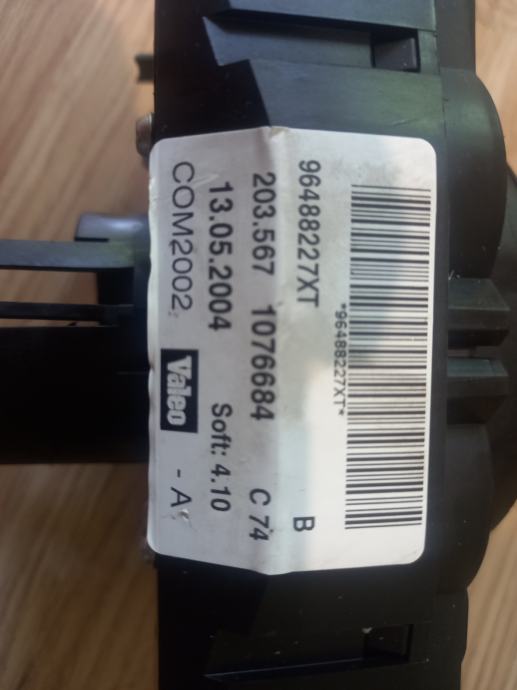 *96488227XT*
96488227XT B
203.567 1076684 C 74
13.05.2004 Soft: 4.10
COM2002. Valeo - A